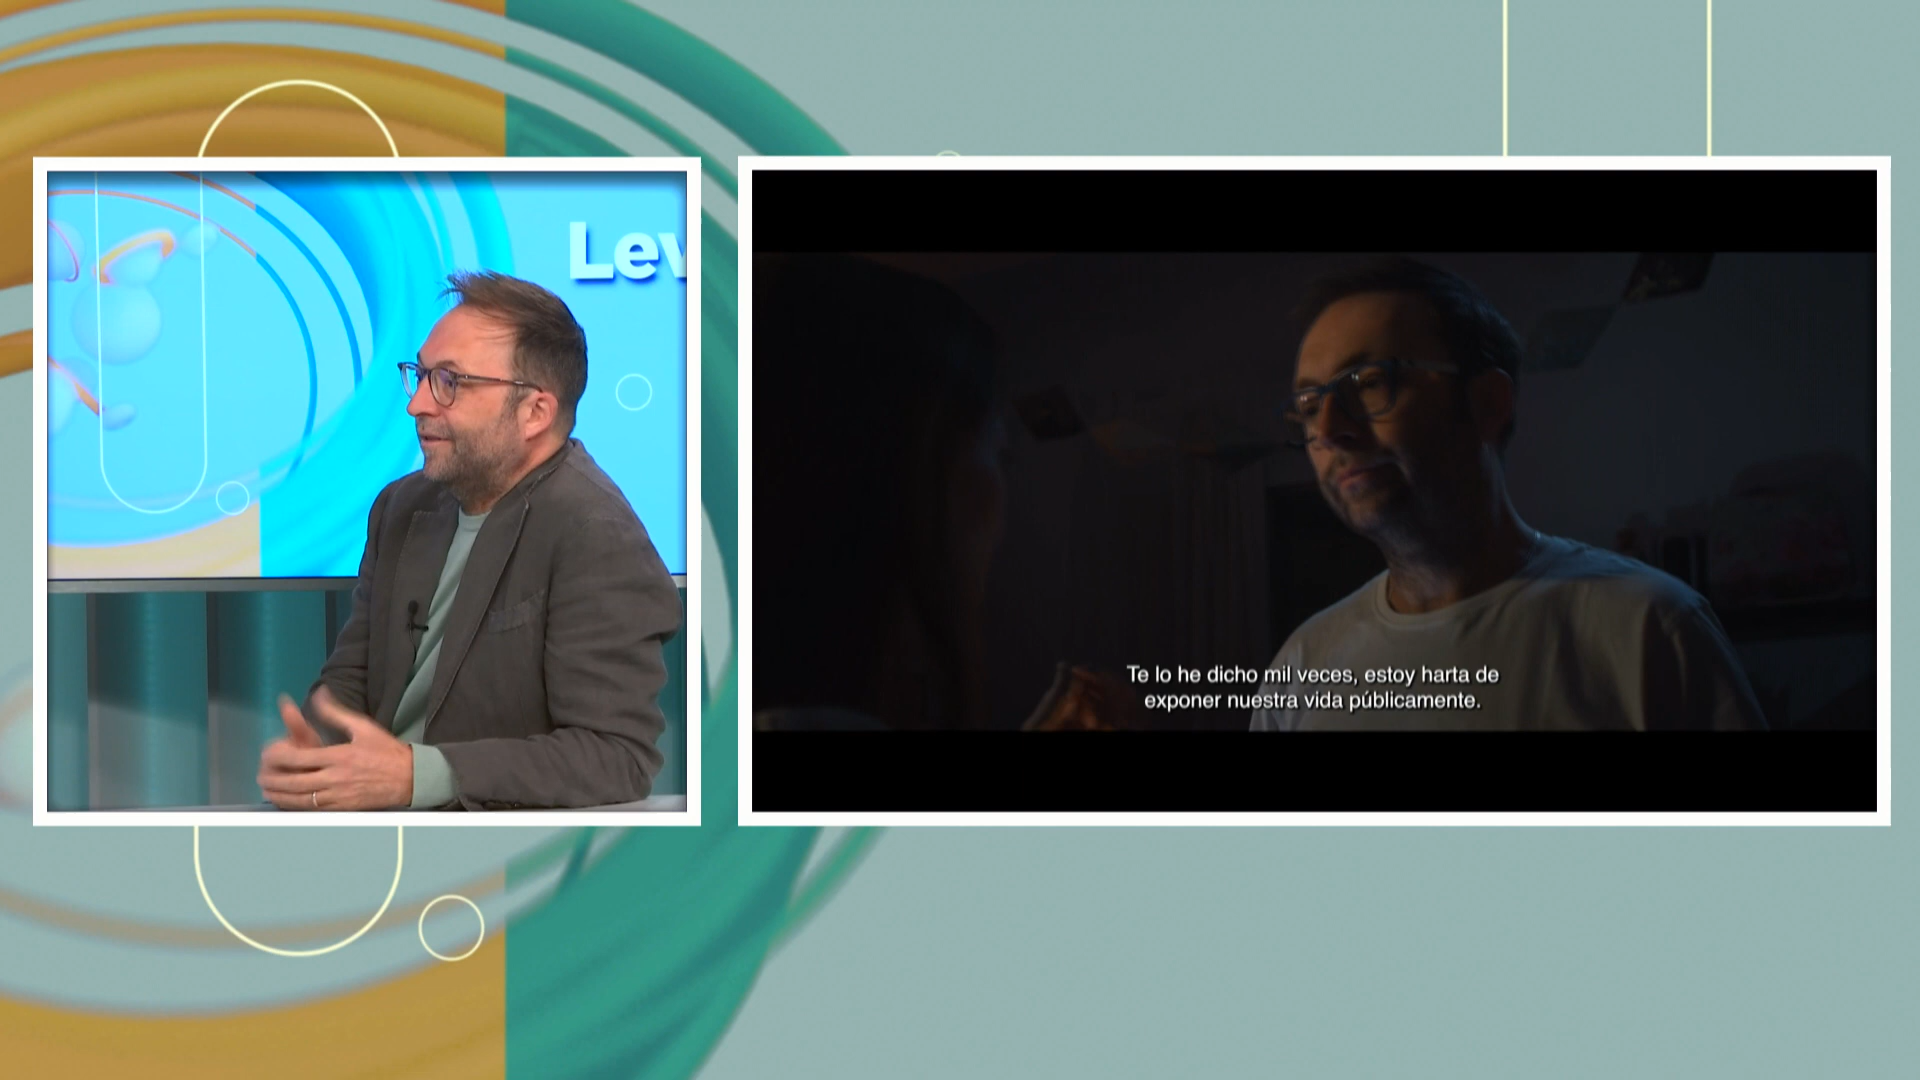 Lev
Te lo he dicho mil veces, estoy harta de
exponer nuestra vida públicamente.